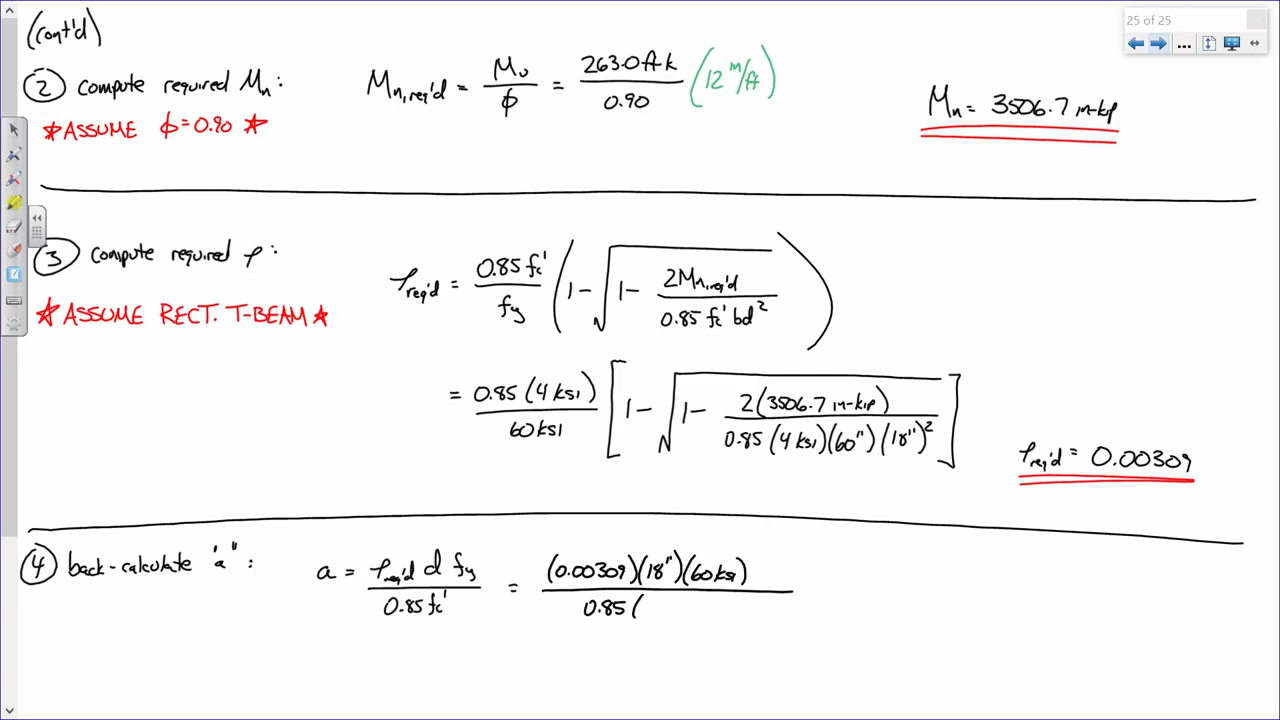 25 of 25
(cont'd)
② compute required Mn: Mn,req'd = Mu/ϕ = 263.0 ft k/0.90 (12 in/ft)
Mn = 3506.7 in-kip
*ASSUME ϕ=0.90*
③ compute required ρ: ρreq'd = 0.85 fc'/fy (1-√(1- 2Mn,req'd/0.85 fc' bd²))
*ASSUME RECT. T-BEAM*
= 0.85 (4 ksi)/60 ksi [1-√(1- 2(3506.7 in-kip)/0.85 (4 ksi)(60")(18")²)]
ρreq'd = 0.00309
④ back-calculate "a": a = ρreq'd d fy/0.85 fc' = (0.00309)(18")(60 ksi)/0.85 (